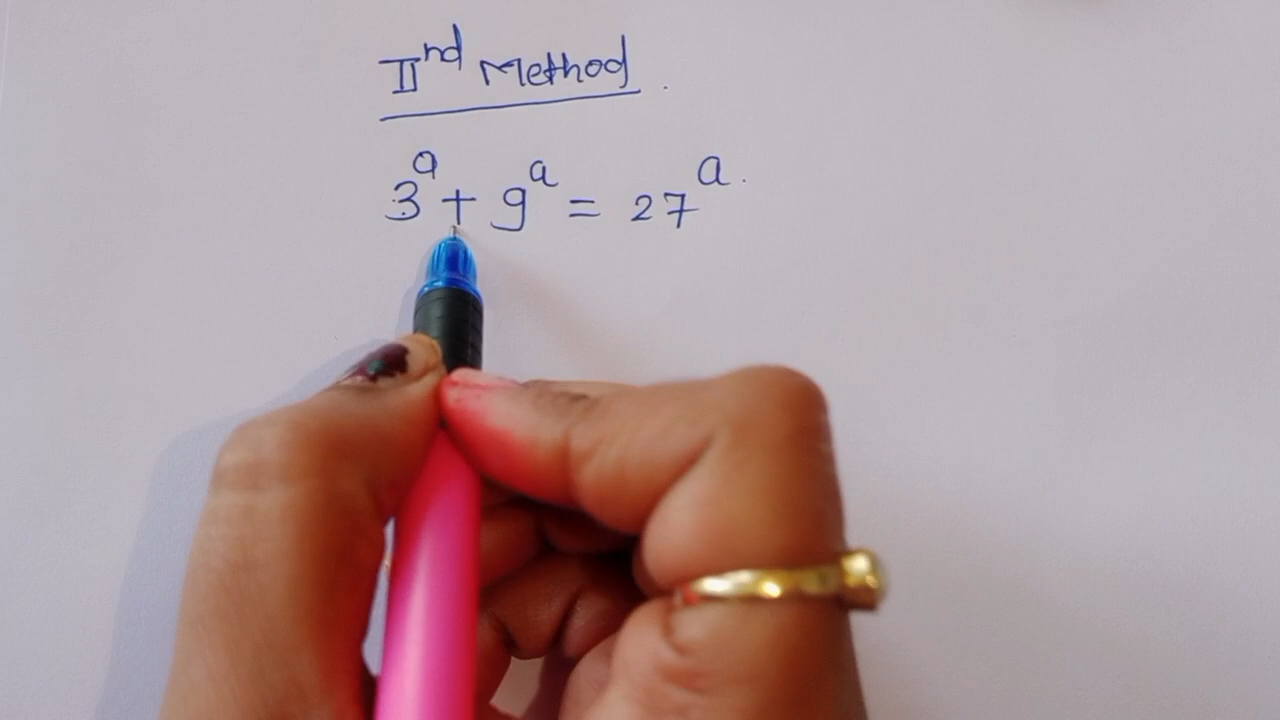 IInd Method.
3^a + 9^a = 27^a.